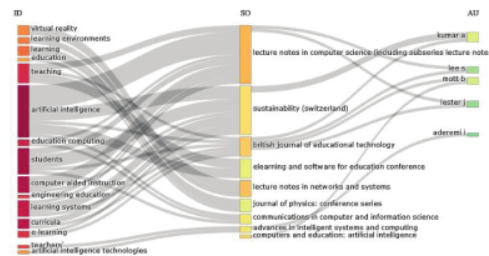 ID
SO
AU
virtual reality
learning environments
learning
education
teaching
artificial intelligence
education computing
students
computer aided instruction
engineering education
learning systems
curricula
e-learning
teachers'
artificial intelligence technologies
lecture notes in computer science (including subseries lecture note
sustainability (switzerland)
british journal of educational technology
elearning and software for education conference
lecture notes in networks and systems
journal of physics: conference series
communications in computer and information science
advances in intelligent systems and computing
computers and education: artificial intelligence
kumar a
lee s
mott b
lester j
aderemi i